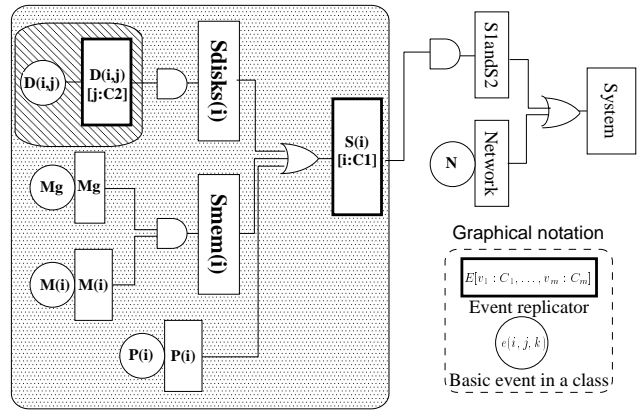 D(i,j)
D(i,j)
[j:C2]
Sdisks(i)
Mg
Mg
M(i)
M(i)
Smem(i)
P(i)
P(i)
S(i)
[i:C1]
S1andS2
N
Network
System
Graphical notation
E[v₁ : C₁, . . . , vₘ : Cₘ]
Event replicator
e(i, j, k)
Basic event in a class